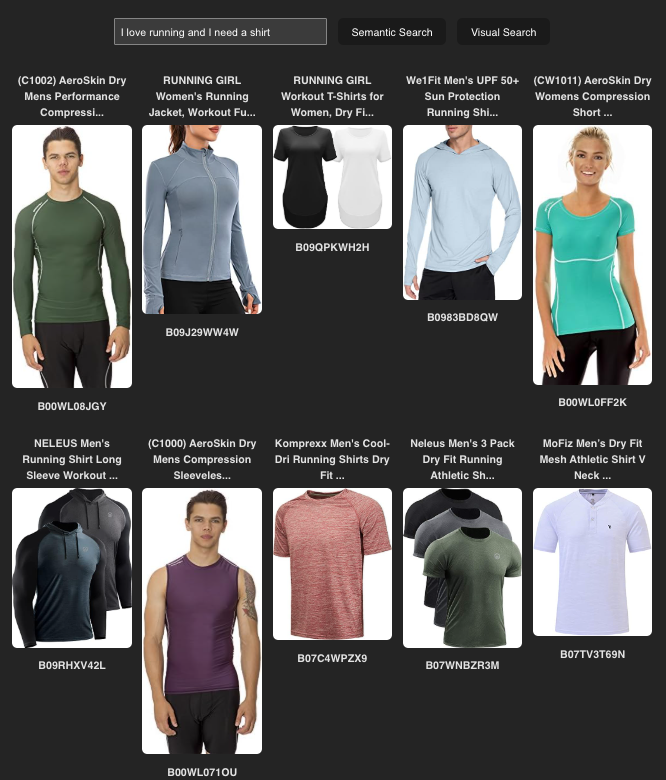 I love running and I need a shirt
Semantic Search
Visual Search
(C1002) AeroSkin Dry
Mens Performance
Compressi...
RUNNING GIRL
Women's Running
Jacket, Workout Fu...
RUNNING GIRL
Workout T-Shirts for
Women, Dry Fi...
We1Fit Men's UPF 50+
Sun Protection
Running Shi...
(CW1011) AeroSkin Dry
Womens Compression
Short ...
B00WL08JGY
B09J29WW4W
B09QPKWH2H
B0983BD8QW
B00WL0FF2K
NELEUS Men's
Running Shirt Long
Sleeve Workout ...
(C1000) AeroSkin Dry
Mens Compression
Sleeveles...
Komprexx Men's Cool-
Dri Running Shirts Dry
Fit ...
Neleus Men's 3 Pack
Dry Fit Running
Athletic Sh...
MoFiz Men's Dry Fit
Mesh Athletic Shirt V
Neck ...
B09RHXV42L
B00WL071OU
B07C4WPZX9
B07WNBZR3M
B07TV3T69N